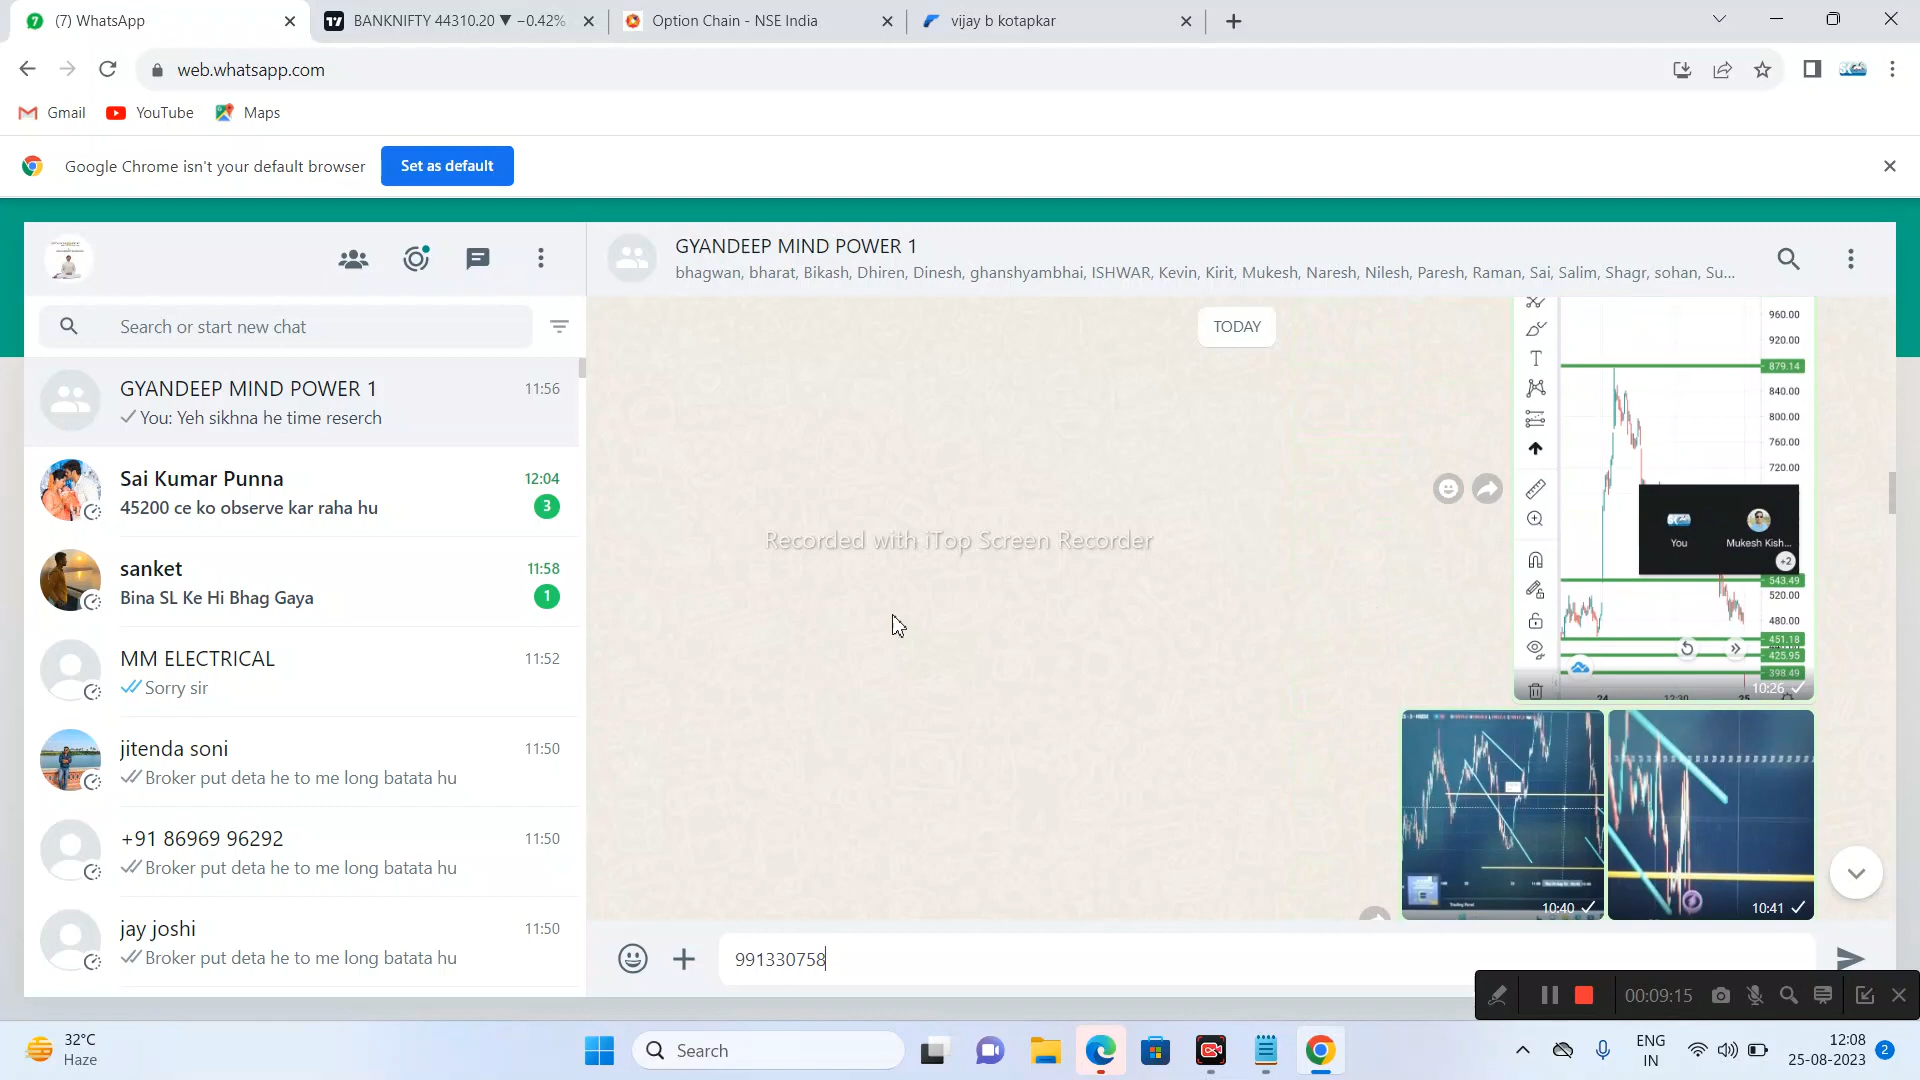 (7) WhatsApp
BANKNIFTY 44310.20 ▼ −0.42%
Option Chain - NSE India
vijay b kotapkar
web.whatsapp.com
Gmail
YouTube
Maps
Google Chrome isn't your default browser
Set as default
GYANDEEP MIND POWER 1
bhagwan, bharat, Bikash, Dhiren, Dinesh, ghanshyambhai, ISHWAR, Kevin, Kirit, Mukesh, Naresh, Nilesh, Paresh, Raman, Sai, Salim, Shagr, sohan, Su...
Search or start new chat
GYANDEEP MIND POWER 1
11:56
You: Yeh sikhna he time reserch
Sai Kumar Punna
12:04
45200 ce ko observe kar raha hu
3
sanket
11:58
Bina SL Ke Hi Bhag Gaya
1
MM ELECTRICAL
11:52
Sorry sir
jitenda soni
11:50
Broker put deta he to me long batata hu
+91 86969 96292
11:50
Broker put deta he to me long batata hu
jay joshi
11:50
Broker put deta he to me long batata hu
TODAY
960.00
920.00
879.14
840.00
800.00
760.00
720.00
You
Mukesh Kish...
+2
543.49
520.00
480.00
451.18
425.95
398.49
24
12:30
25
10:26
Recorded with iTop Screen Recorder
10:40
10:41
991330758
00:09:15
32°C
Haze
Search
ENG
IN
12:08
25-08-2023
2